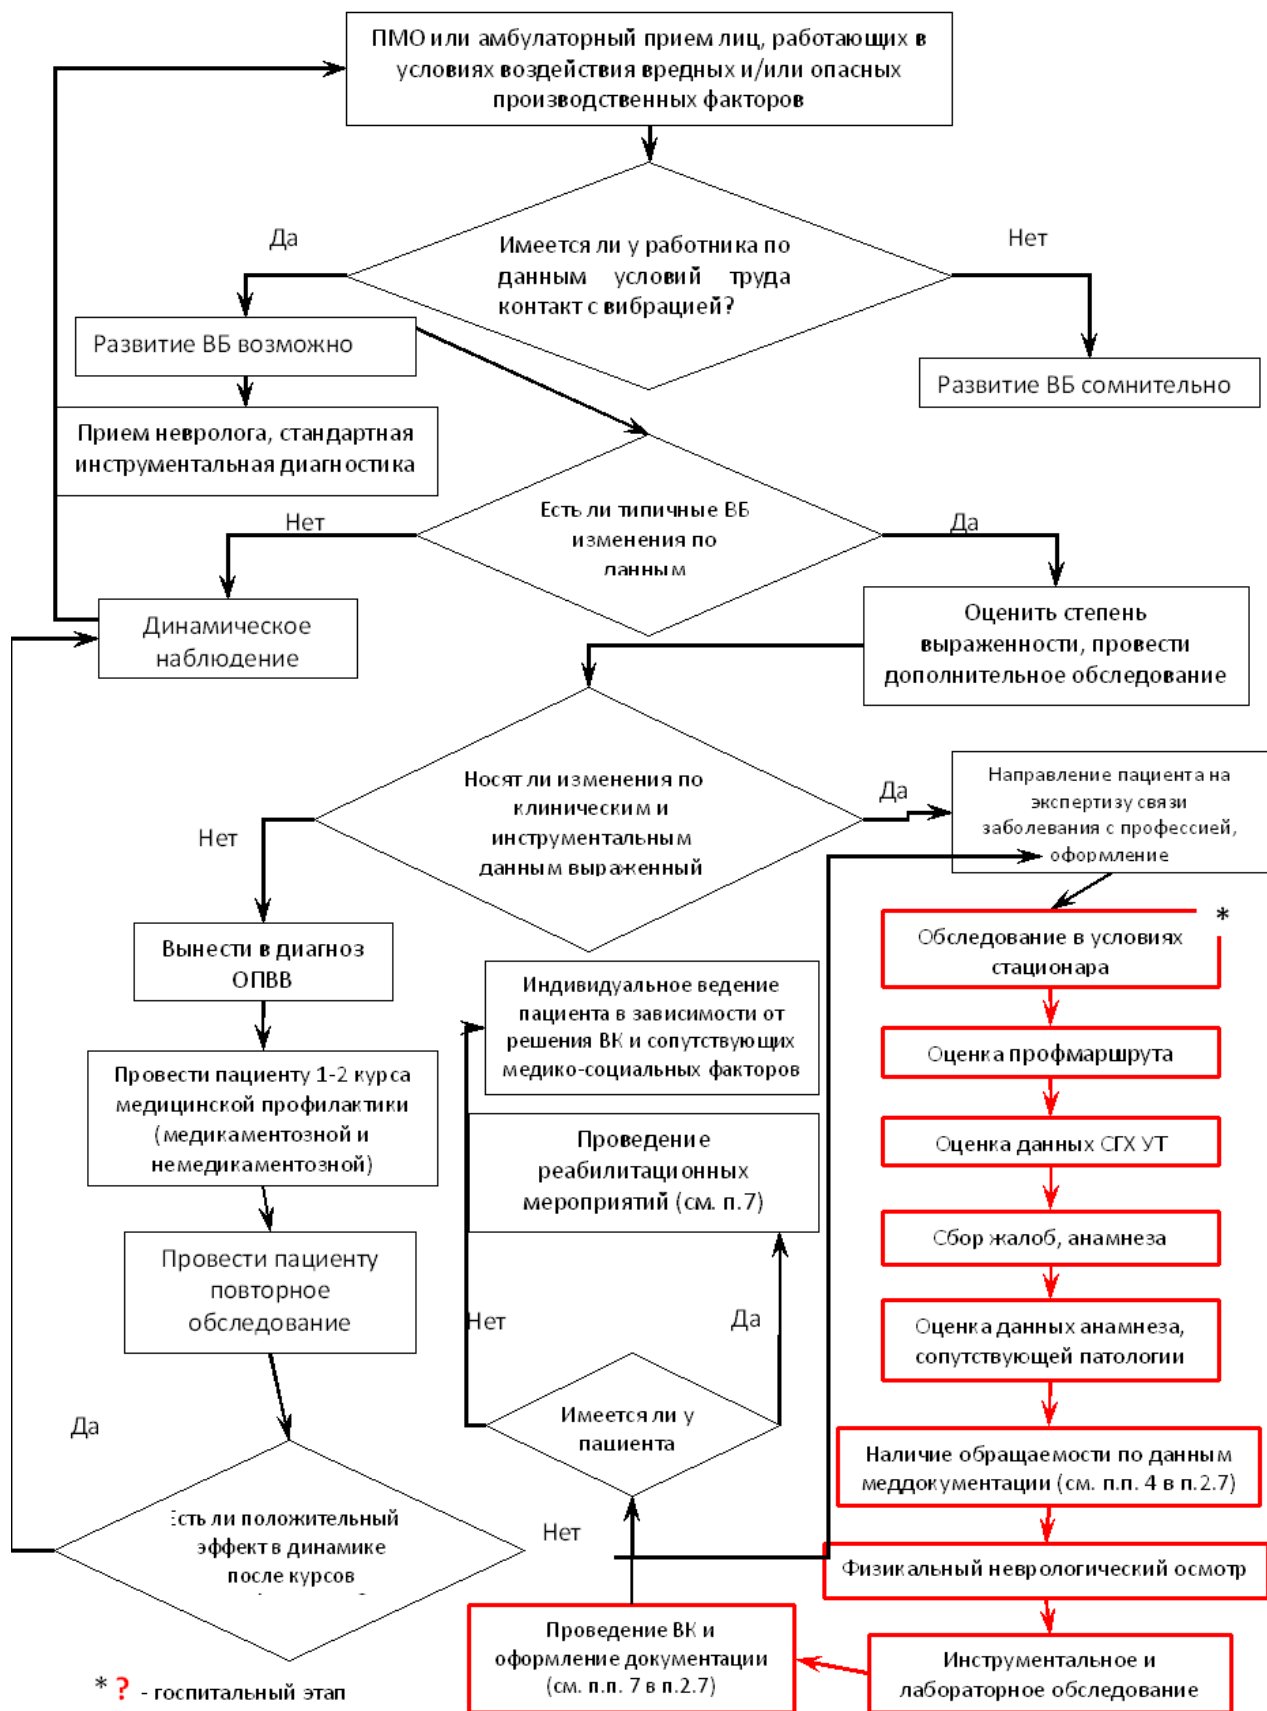 ПМО или амбулаторный прием лиц, работающих в
условиях воздействия вредных и/или опасных
производственных факторов
Да
Нет
Имеется ли у работника по
данным условий труда
контакт с вибрацией?
Развитие ВБ возможно
Развитие ВБ сомнительно
Прием невролога, стандартная
инструментальная диагностика
Нет
Есть ли типичные ВБ
изменения по
данным
Да
Динамическое
наблюдение
Оценить степень
выраженности, провести
дополнительное обследование
Носят ли изменения по
клиническим и
инструментальным
данным выраженный
Да
Нет
Направление пациента на
экспертизу связи
заболевания с профессией,
оформление
Вынести в диагноз
ОПВВ
Обследование в условиях
стационара
*
Индивидуальное ведение
пациента в зависимости от
решения ВК и сопутствующих
медико-социальных факторов
Оценка профмаршрута
Провести пациенту 1-2 курса
медицинской профилактики
(медикаментозной и
немедикаментозной)
Проведение
реабилитационных
мероприятий (см. п.7)
Оценка данных СГХ УТ
Сбор жалоб, анамнеза
Провести пациенту
повторное
обследование
Нет
Да
Оценка данных анамнеза,
сопутствующей патологии
Имеется ли у
пациента
Да
Наличие обращаемости по данным
меддокументации (см. п.п. 4 в п.2.7)
Есть ли положительный
эффект в динамике
после курсов
Нет
Физикальный неврологический осмотр
Проведение ВК и
оформление документации
(см. п.п. 7 в п.2.7)
Инструментальное и
лабораторное обследование
* ? - госпитальный этап